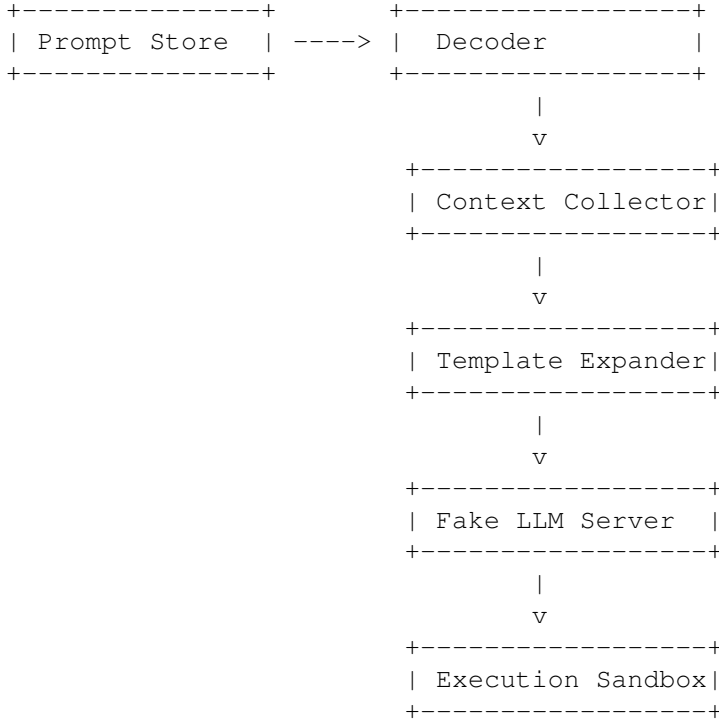 Prompt Store
Decoder
Context Collector
Template Expander
Fake LLM Server
Execution Sandbox